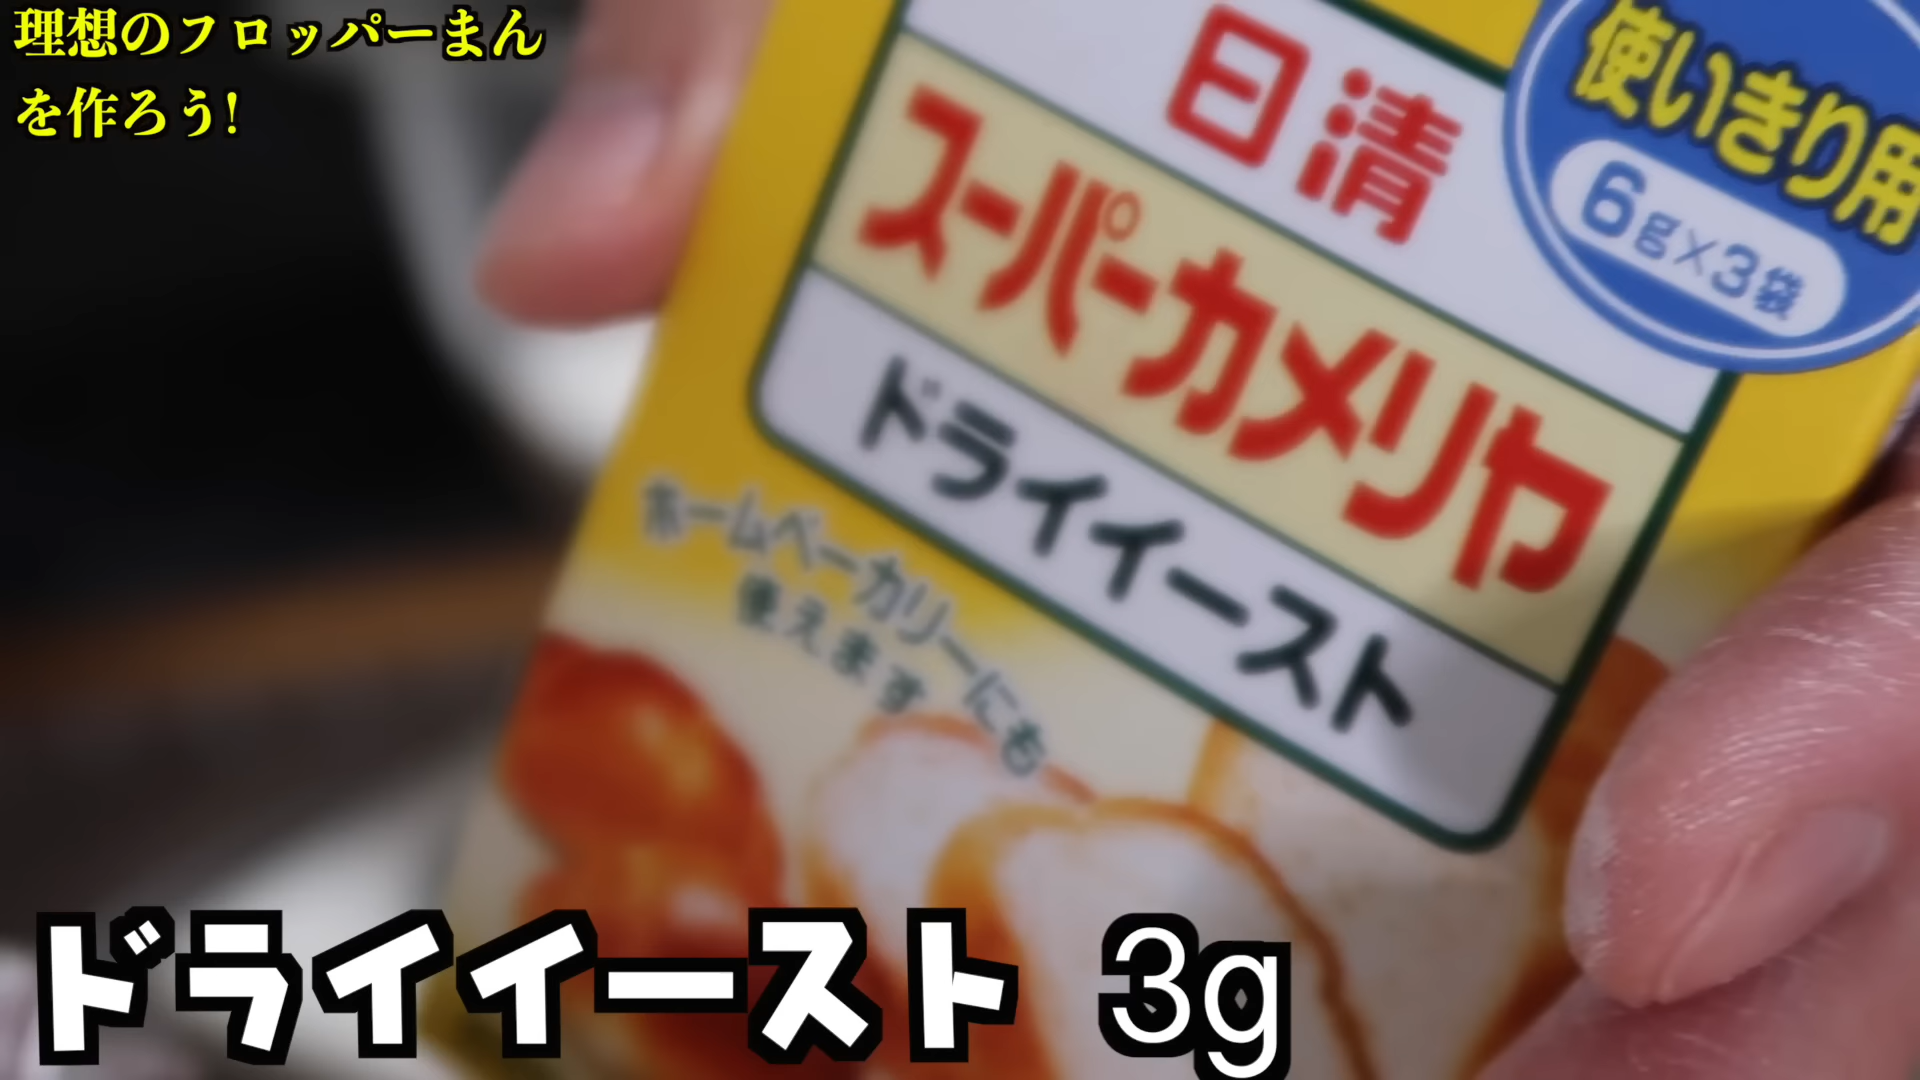 理想のフロッパーまん
を作ろう!
使いきり用
6g×3袋
日清
スーパーカメリヤ
ドライイースト
ホームベーカリーにも
使えます
ドライイースト 3g